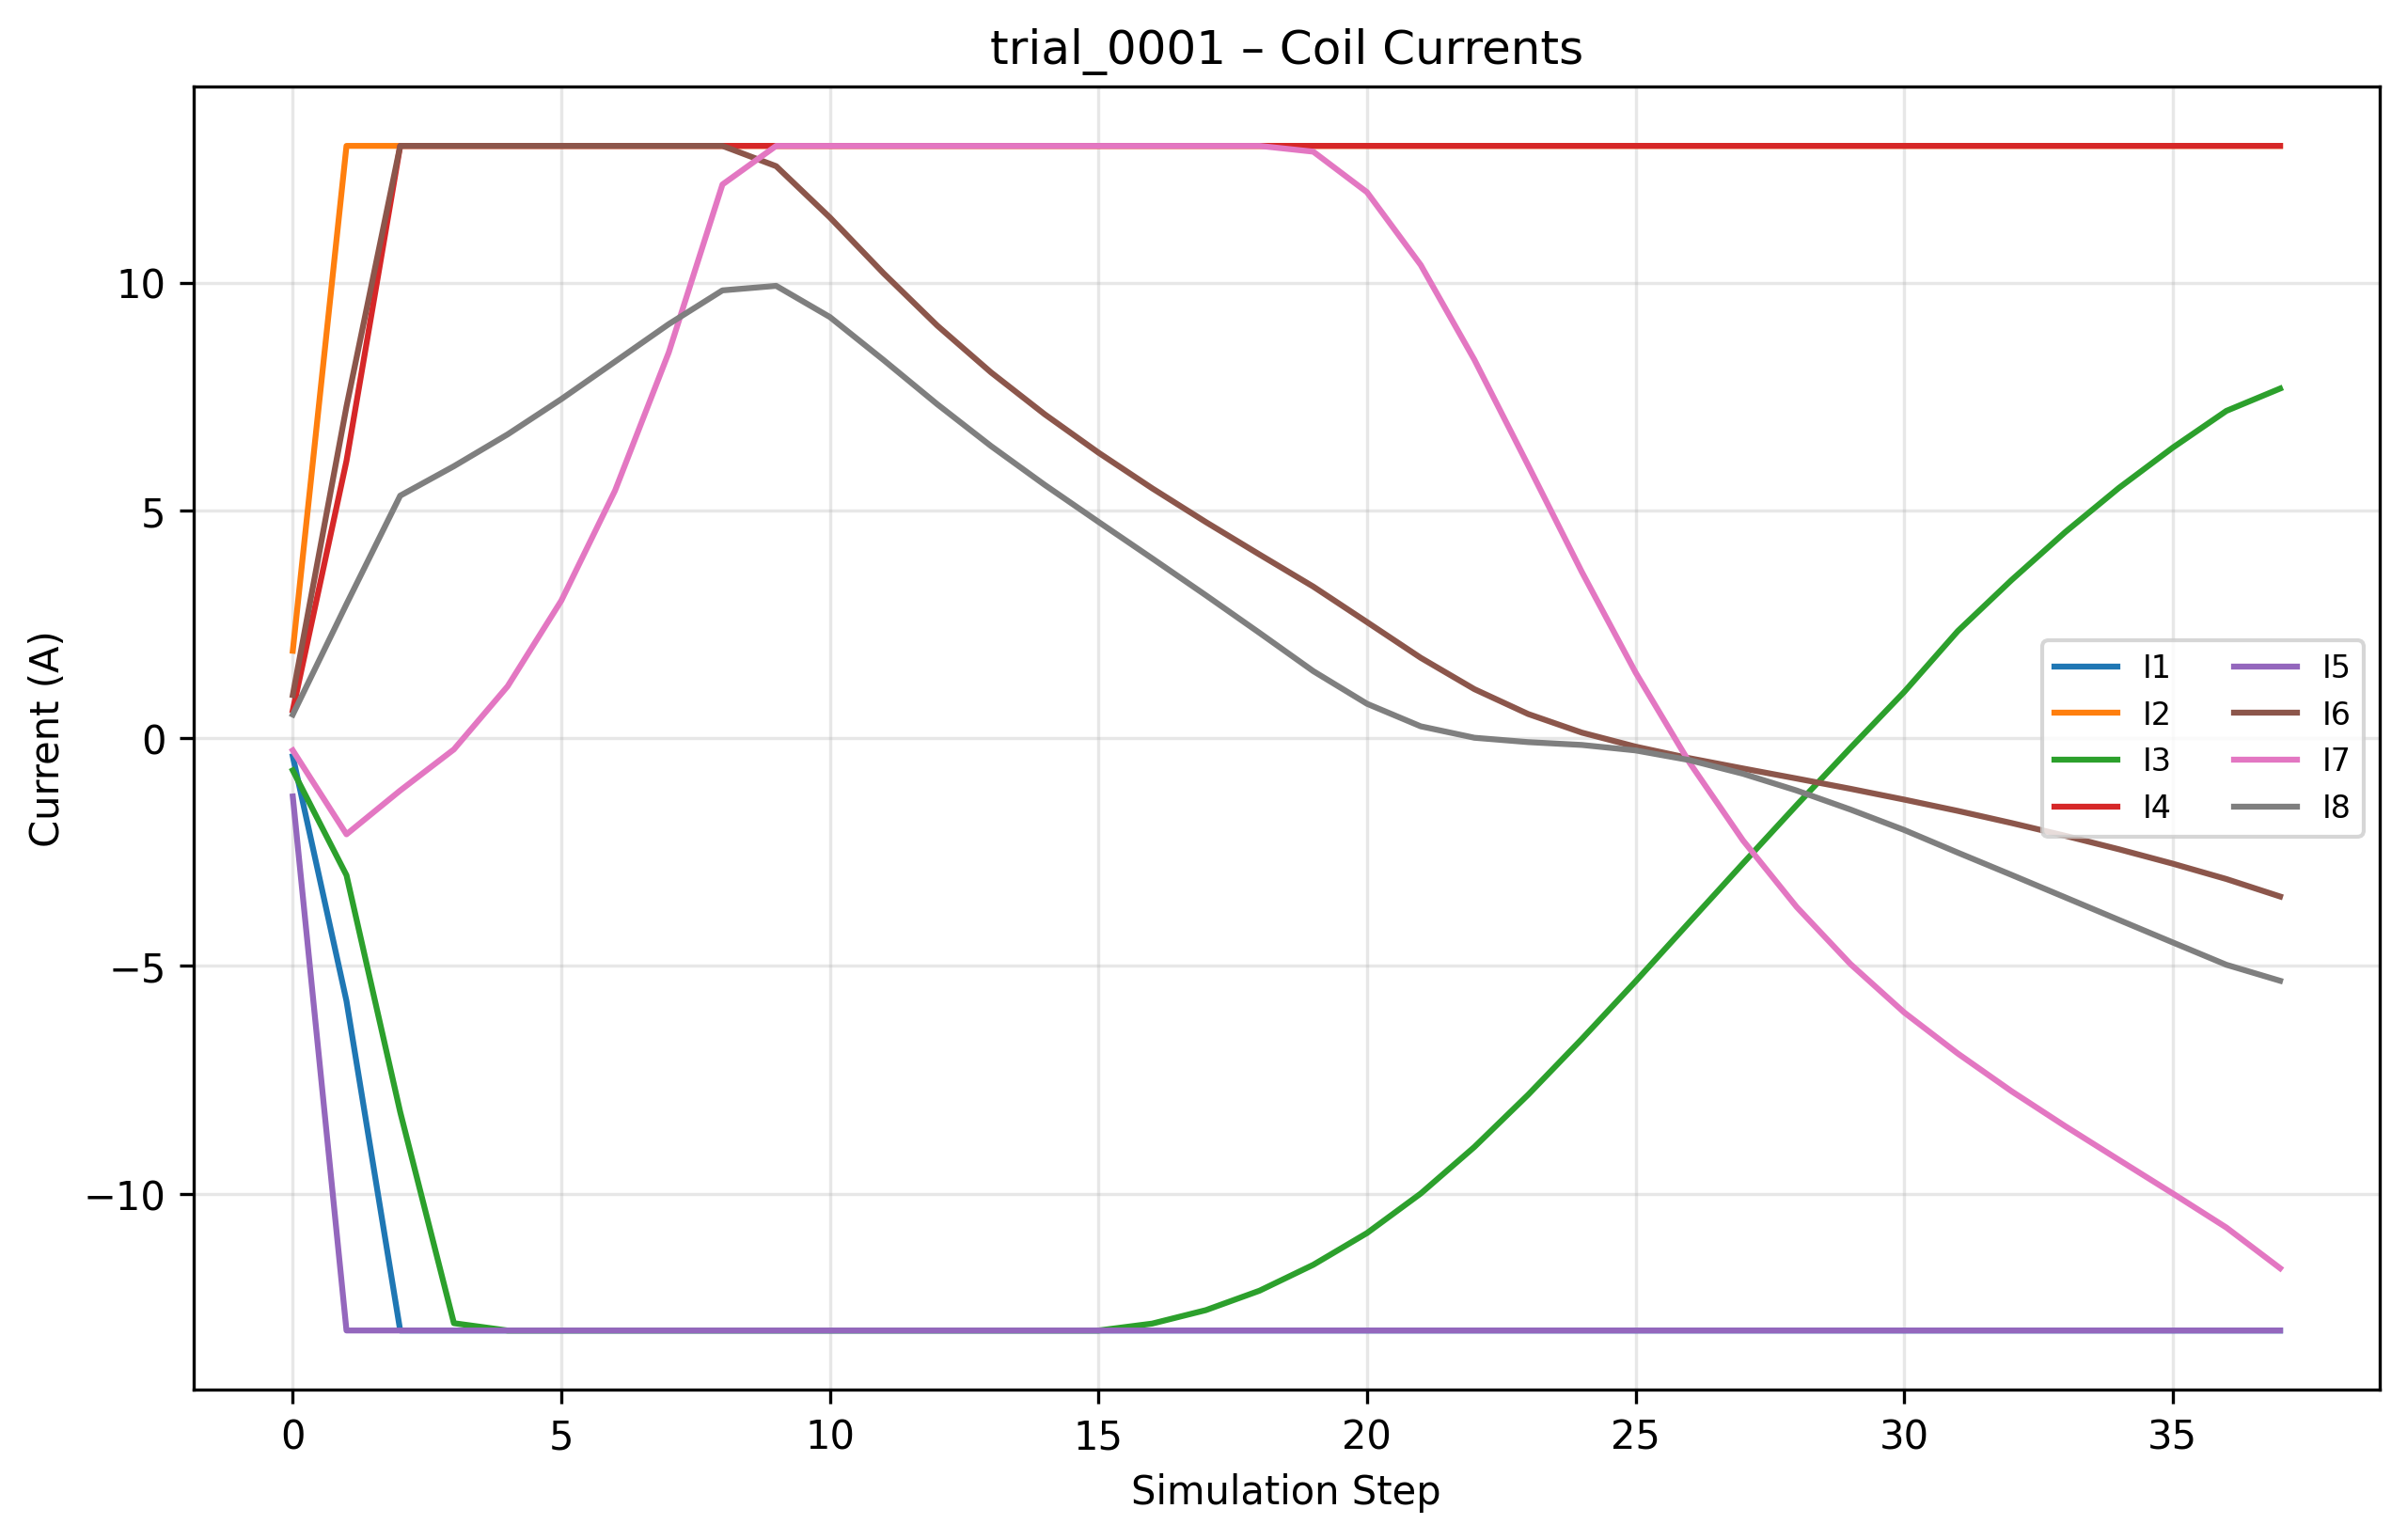 trial_0001 – Coil Currents
Current (A)
10
5
0
−5
−10
I1
I2
I3
I4
I5
I6
I7
I8
0 5 10 15 20 25 30 35
Simulation Step